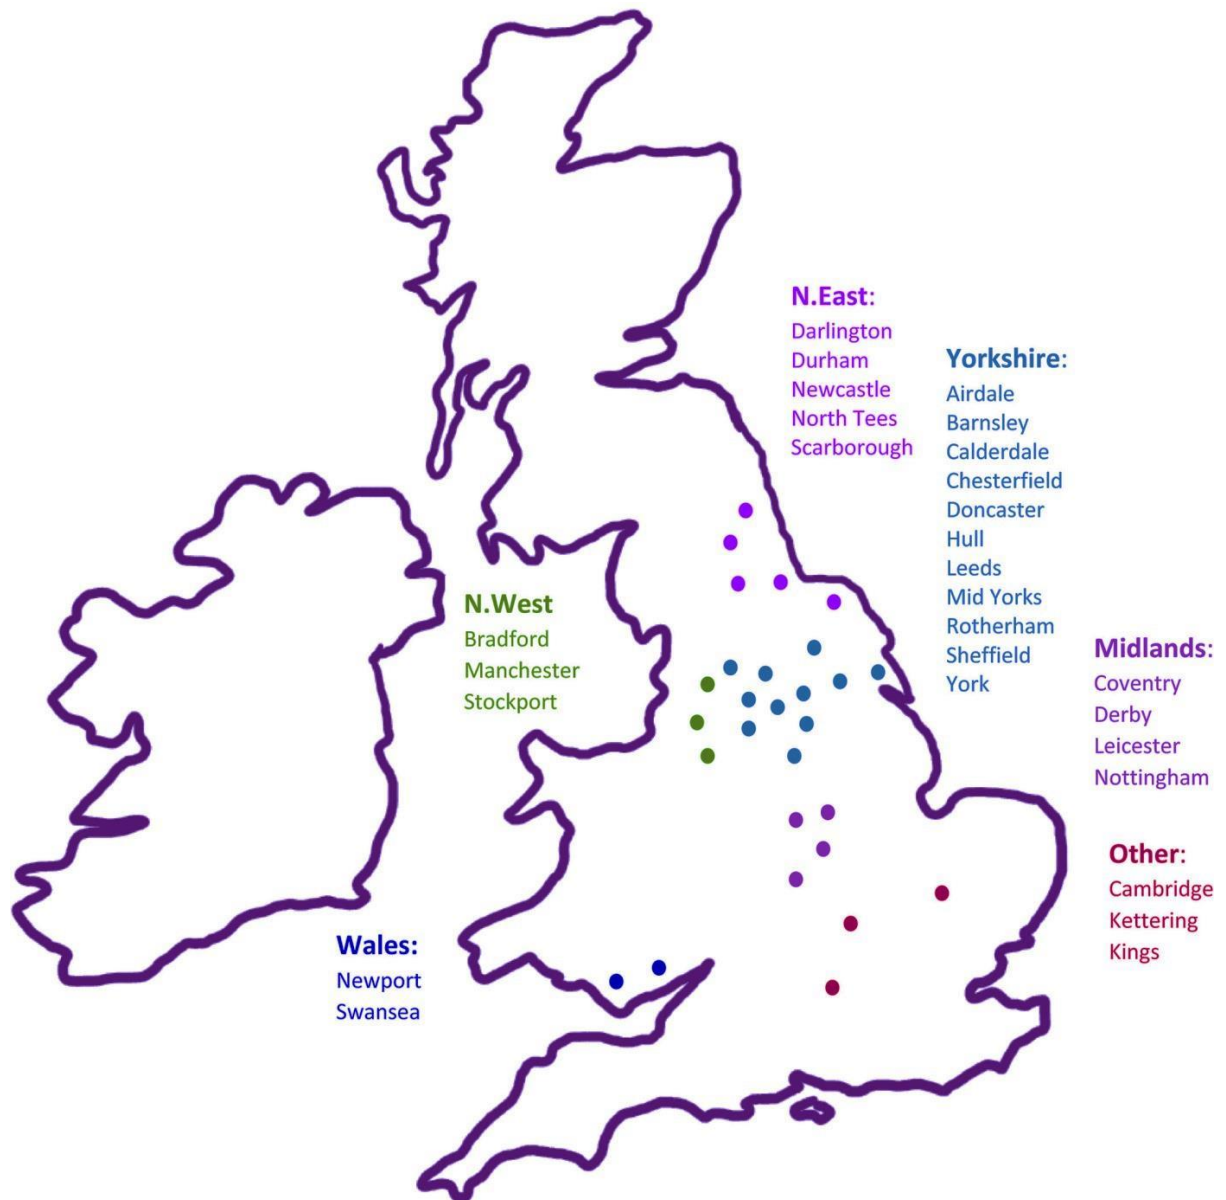 N.East:
Darlington
Durham
Newcastle
North Tees
Scarborough
Yorkshire:
Airdale
Barnsley
Calderdale
Chesterfield
Doncaster
Hull
Leeds
Mid Yorks
Rotherham
Sheffield
York
N.West
Bradford
Manchester
Stockport
Midlands:
Coventry
Derby
Leicester
Nottingham
Other:
Cambridge
Kettering
Kings
Wales:
Newport
Swansea